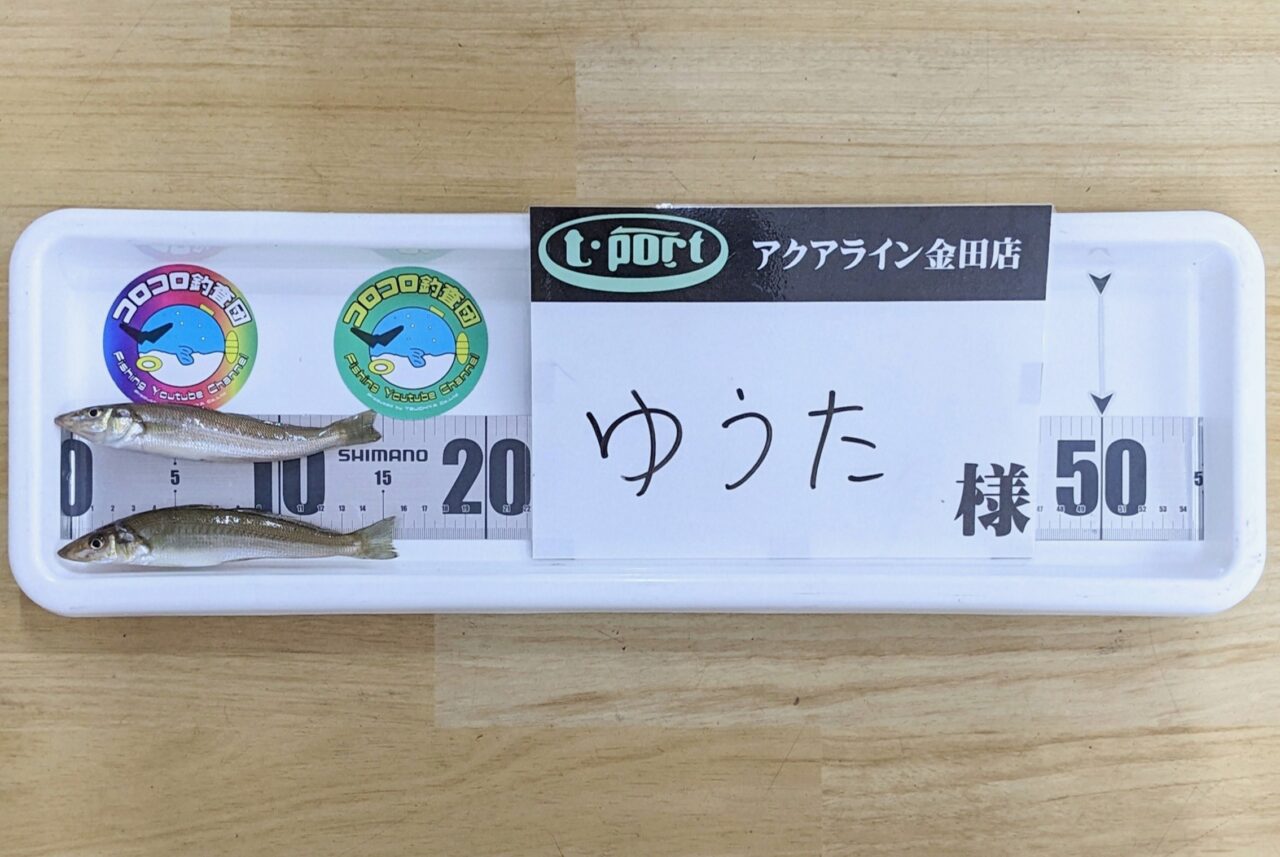 t·port
アクアライン金田店
コロコロ釣査団
Fishing Youtube Channel
コロコロ釣査団
Fishing Youtube Channel
ゆうた
様
SHIMANO
0
5
10
15
20
50